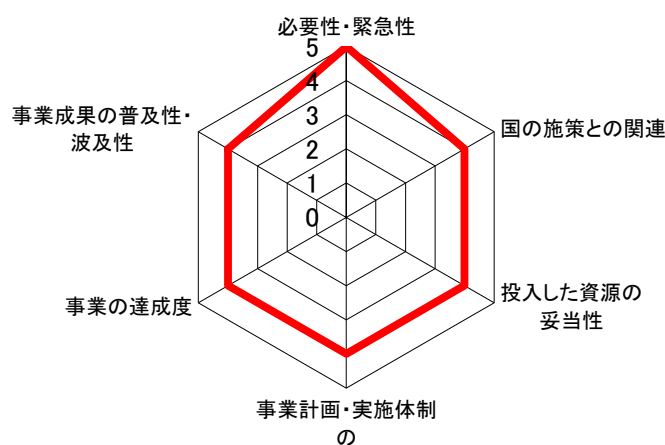 必要性・緊急性
5
4
3
2
1
0
国の施策との関連
投入した資源の
妥当性
事業計画・実施体制
の
事業の達成度
事業成果の普及性・
波及性